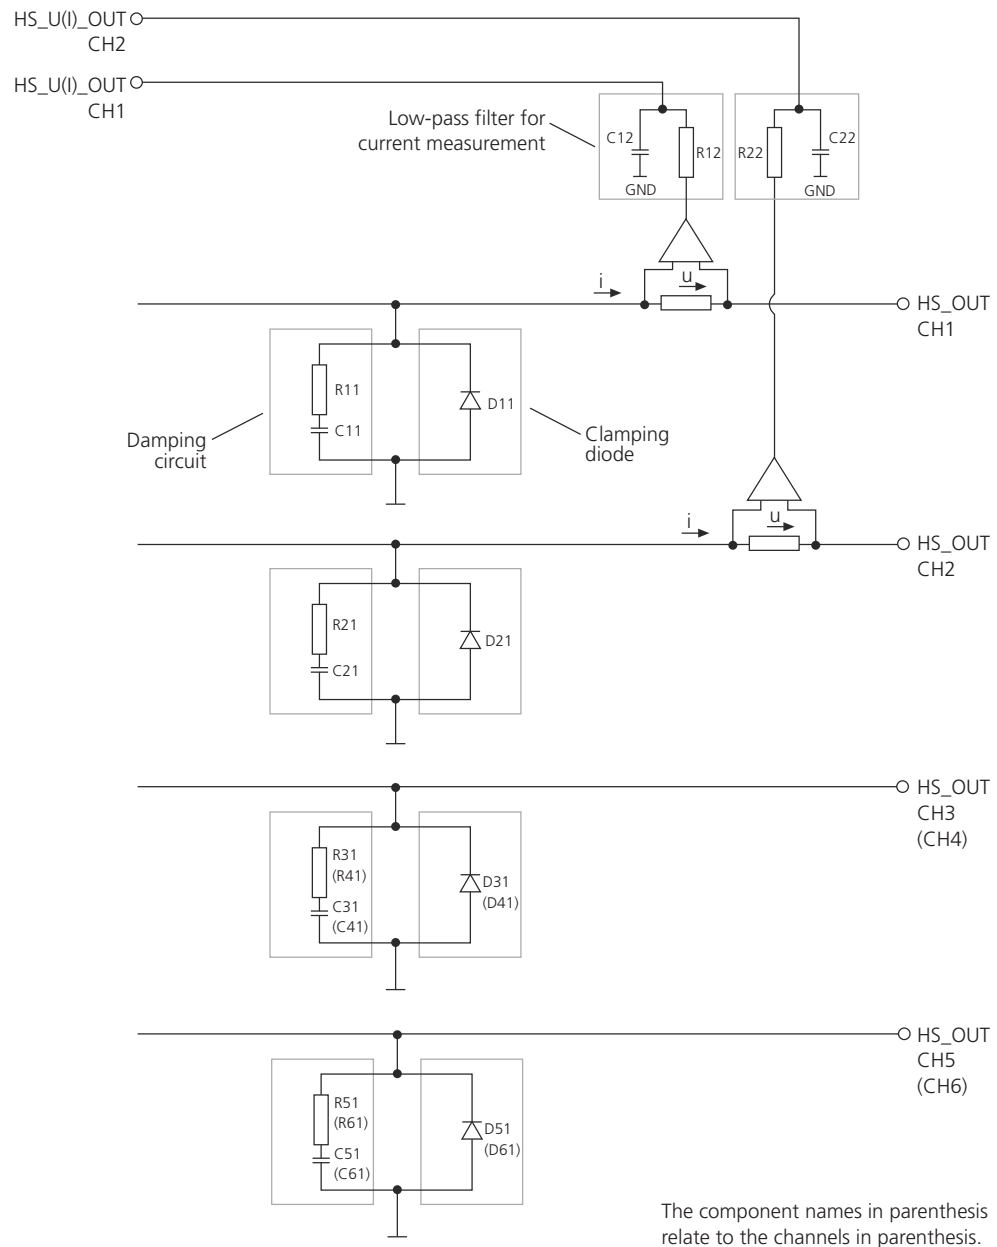 HS_U(I)_OUT
CH2
HS_U(I)_OUT
CH1
Low-pass filter for
current measurement
C12
R12
GND
R22
C22
GND
i
u
HS_OUT
CH1
R11
C11
D11
Damping
circuit
Clamping
diode
i
u
HS_OUT
CH2
R21
C21
D21
HS_OUT
CH3
(CH4)
R31
(R41)
C31
(C41)
D31
(D41)
HS_OUT
CH5
(CH6)
R51
(R61)
C51
(C61)
D51
(D61)
The component names in parenthesis
relate to the channels in parenthesis.